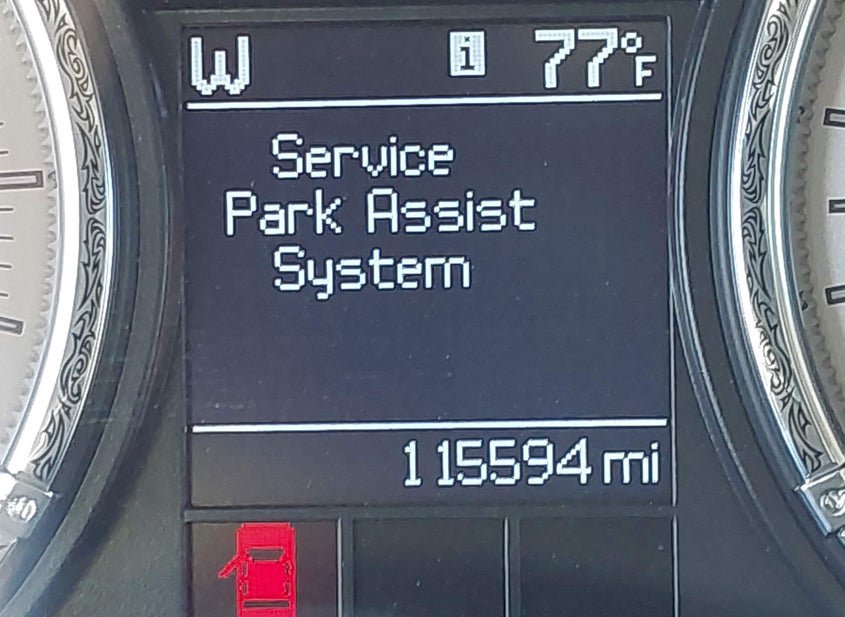 W i 77°F
Service
Park Assist
System
115594 mi